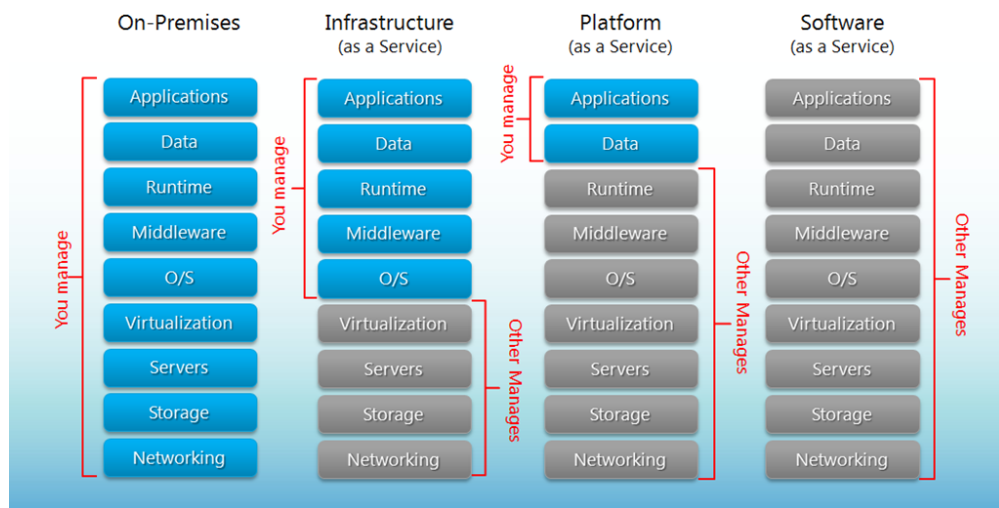 On-Premises
You manage
Applications
Data
Runtime
Middleware
O/S
Virtualization
Servers
Storage
Networking
Infrastructure
(as a Service)
You manage
Applications
Data
Runtime
Middleware
O/S
Virtualization
Servers
Storage
Networking
Other Manages
Platform
(as a Service)
You manage
Applications
Data
Runtime
Middleware
O/S
Virtualization
Servers
Storage
Networking
Other Manages
Software
(as a Service)
Applications
Data
Runtime
Middleware
O/S
Virtualization
Servers
Storage
Networking
Other Manages